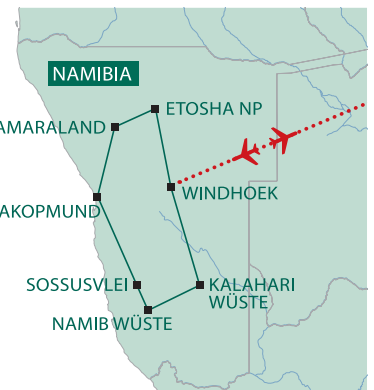 NAMIBIA
ETOSHA NP
AMARALAND
WINDHOEK
AKOPMUND
SOSSUSVLEI
KALAHARI
WÜSTE
NAMIB WÜSTE